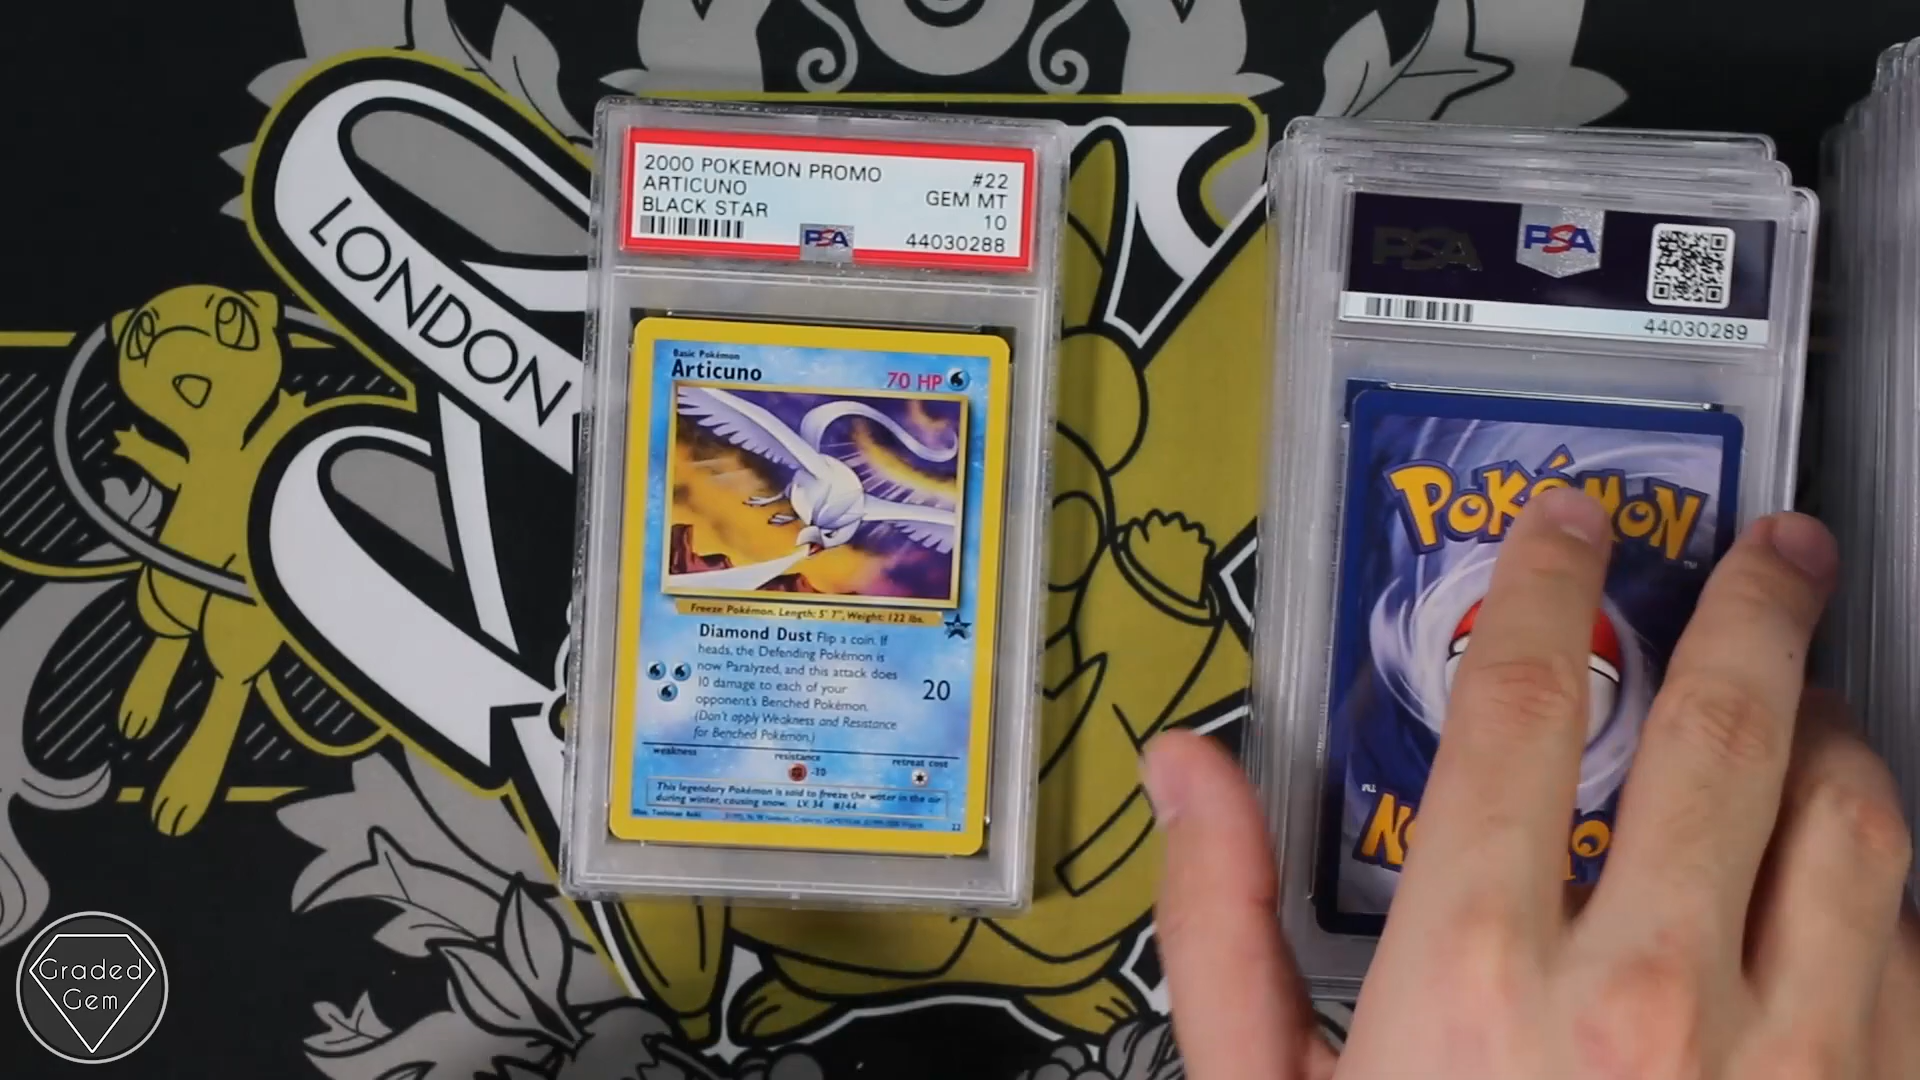 LONDON
2000 POKEMON PROMO #22
ARTICUNO GEM MT
BLACK STAR 10
PSA 44030288
Basic Pokémon
Articuno 70 HP
Freeze Pokémon. Length: 5' 7", Weight: 122 lbs.
Diamond Dust Flip a coin. If
heads, the Defending Pokémon is
now Paralyzed, and this attack does
10 damage to each of your
opponent's Benched Pokémon.
(Don't apply Weakness and Resistance
for Benched Pokémon.)
20
weakness resistance retreat cost
-30
This legendary Pokémon is said to freeze the water in the air
during winter, causing snow. LV. 34 #144
22
PSA PSA
44030289
POKéMON
Graded
Gem